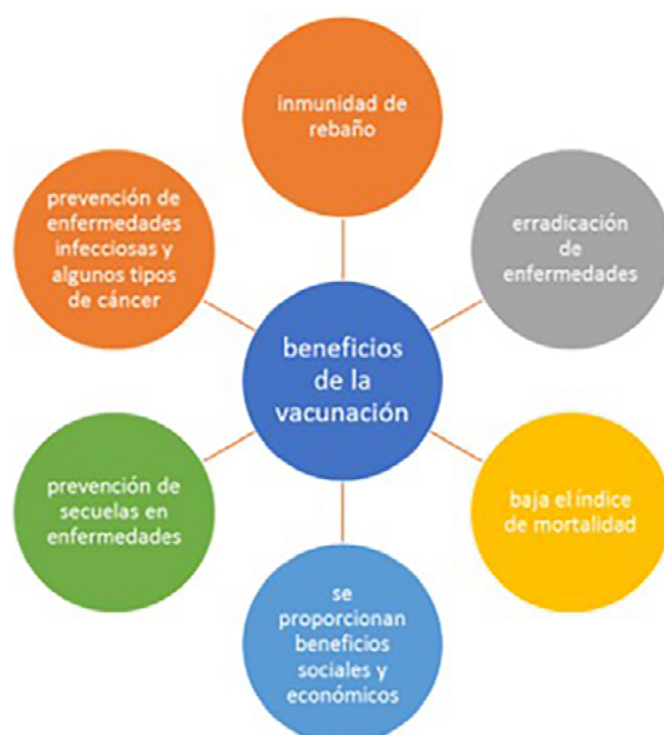 inmunidad de
rebaño
prevención de
enfermedades
infecciosas y
algunos tipos
de cáncer
erradicación
de
enfermedades
beneficios
de la
vacunación
prevención de
secuelas en
enfermedades
baja el índice
de mortalidad
se
proporcionan
beneficios
sociales y
económicos